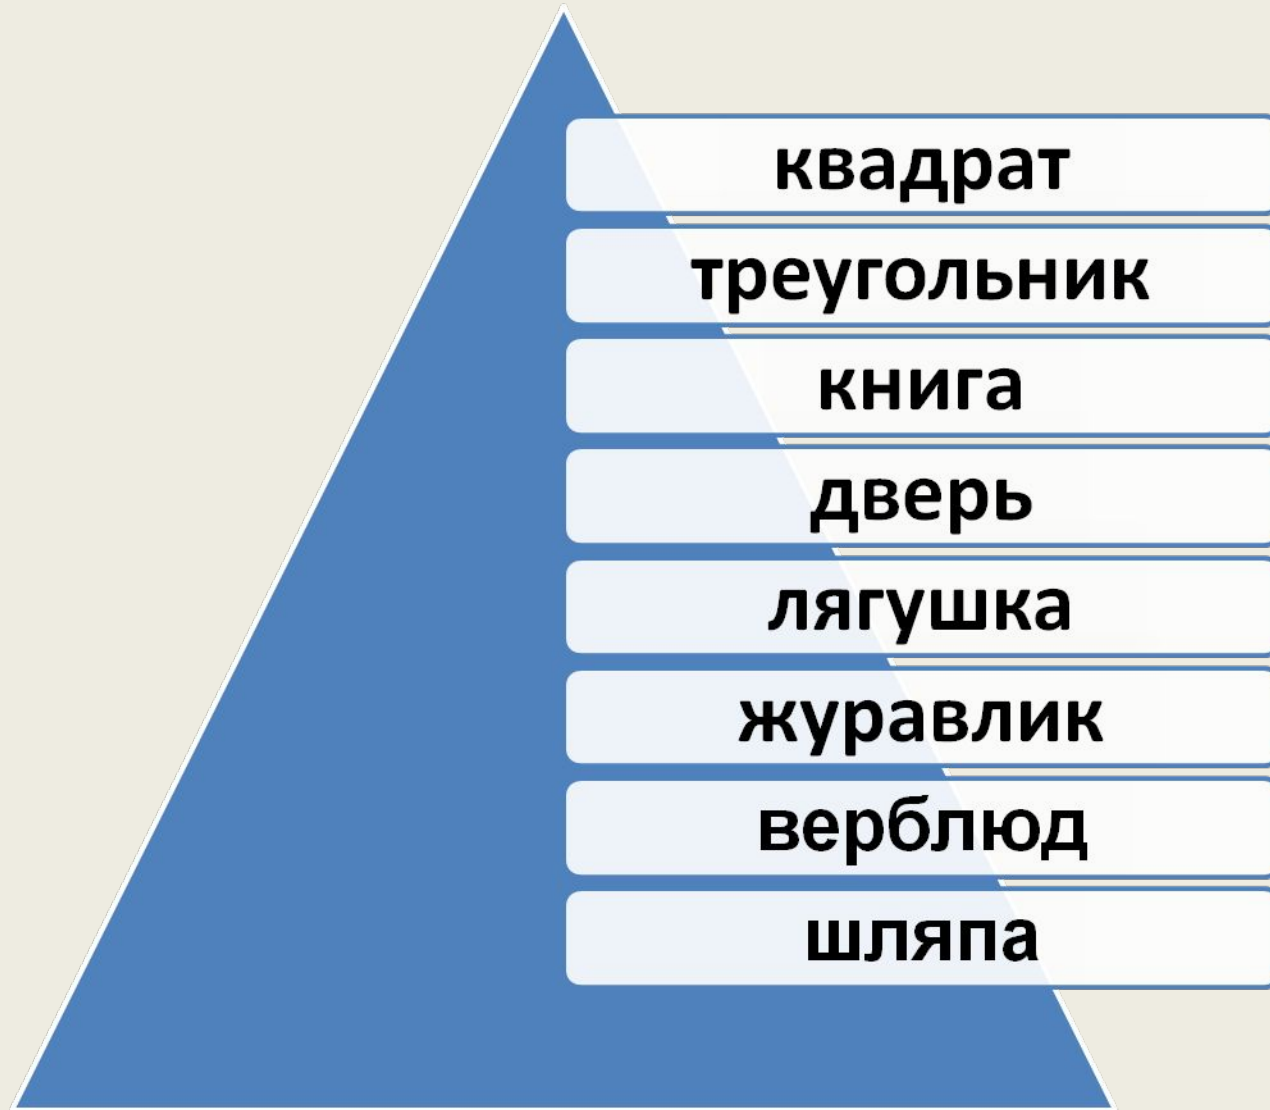 квадрат
треугольник
книга
дверь
лягушка
журавлик
верблюд
шляпа